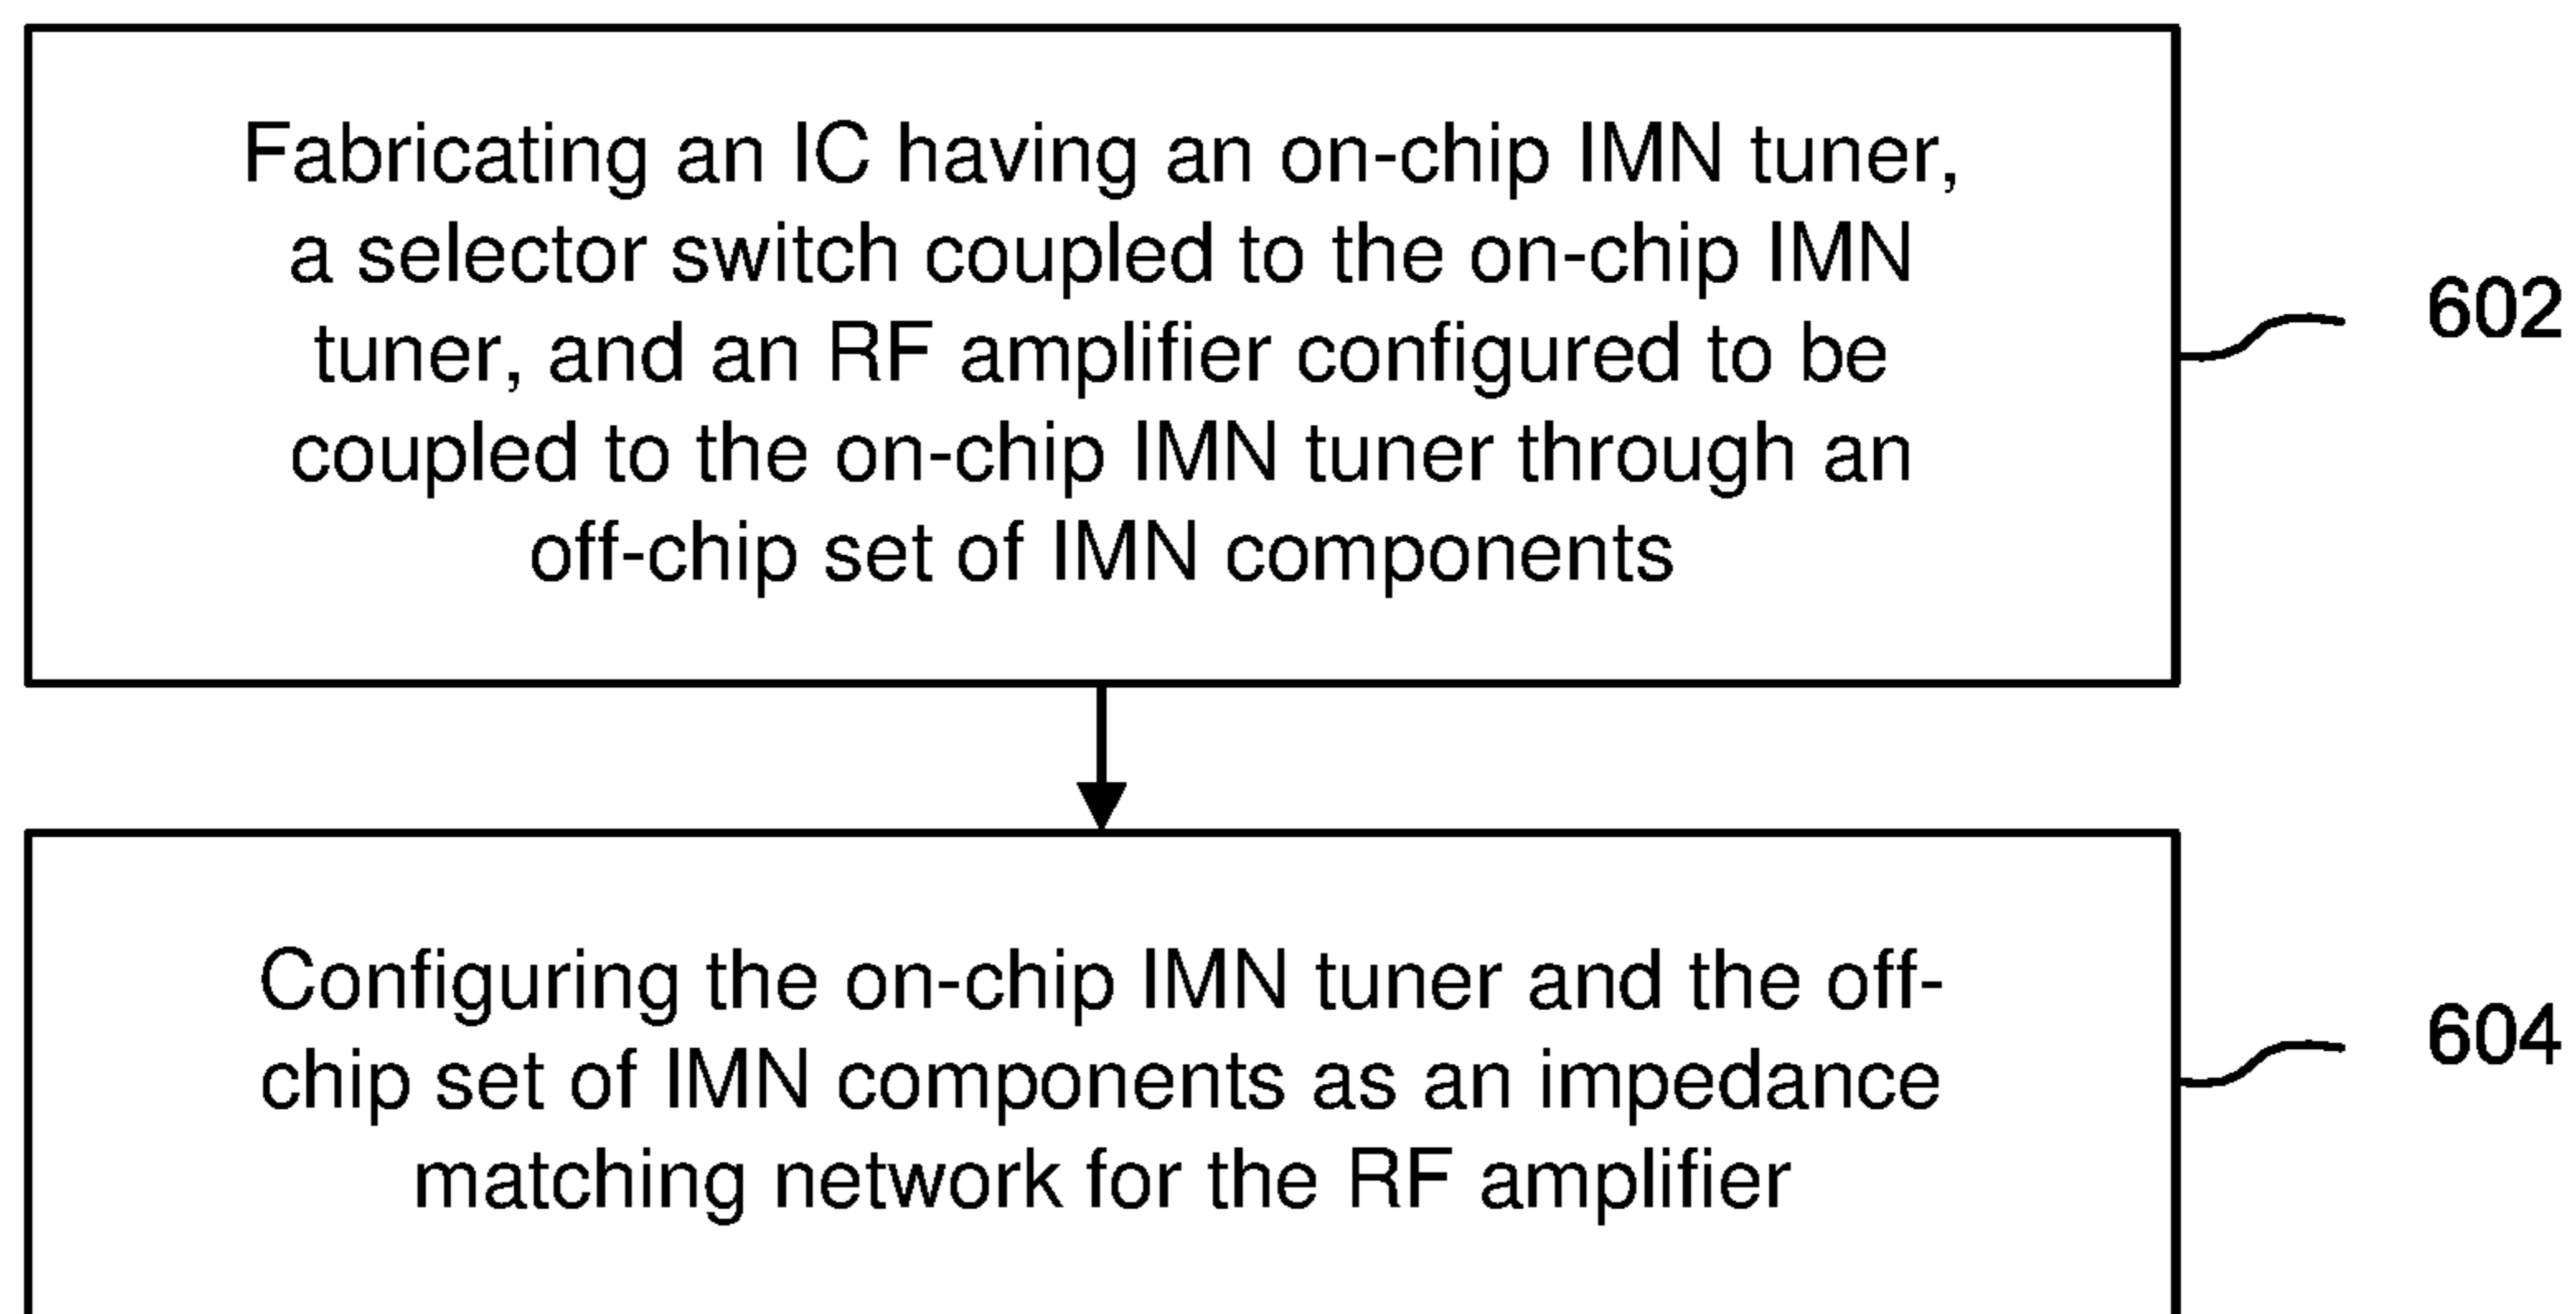 Fabricating an IC having an on-chip IMN tuner,
a selector switch coupled to the on-chip IMN
tuner, and an RF amplifier configured to be
coupled to the on-chip IMN tuner through an
off-chip set of IMN components
602
Configuring the on-chip IMN tuner and the off-
chip set of IMN components as an impedance
matching network for the RF amplifier
604